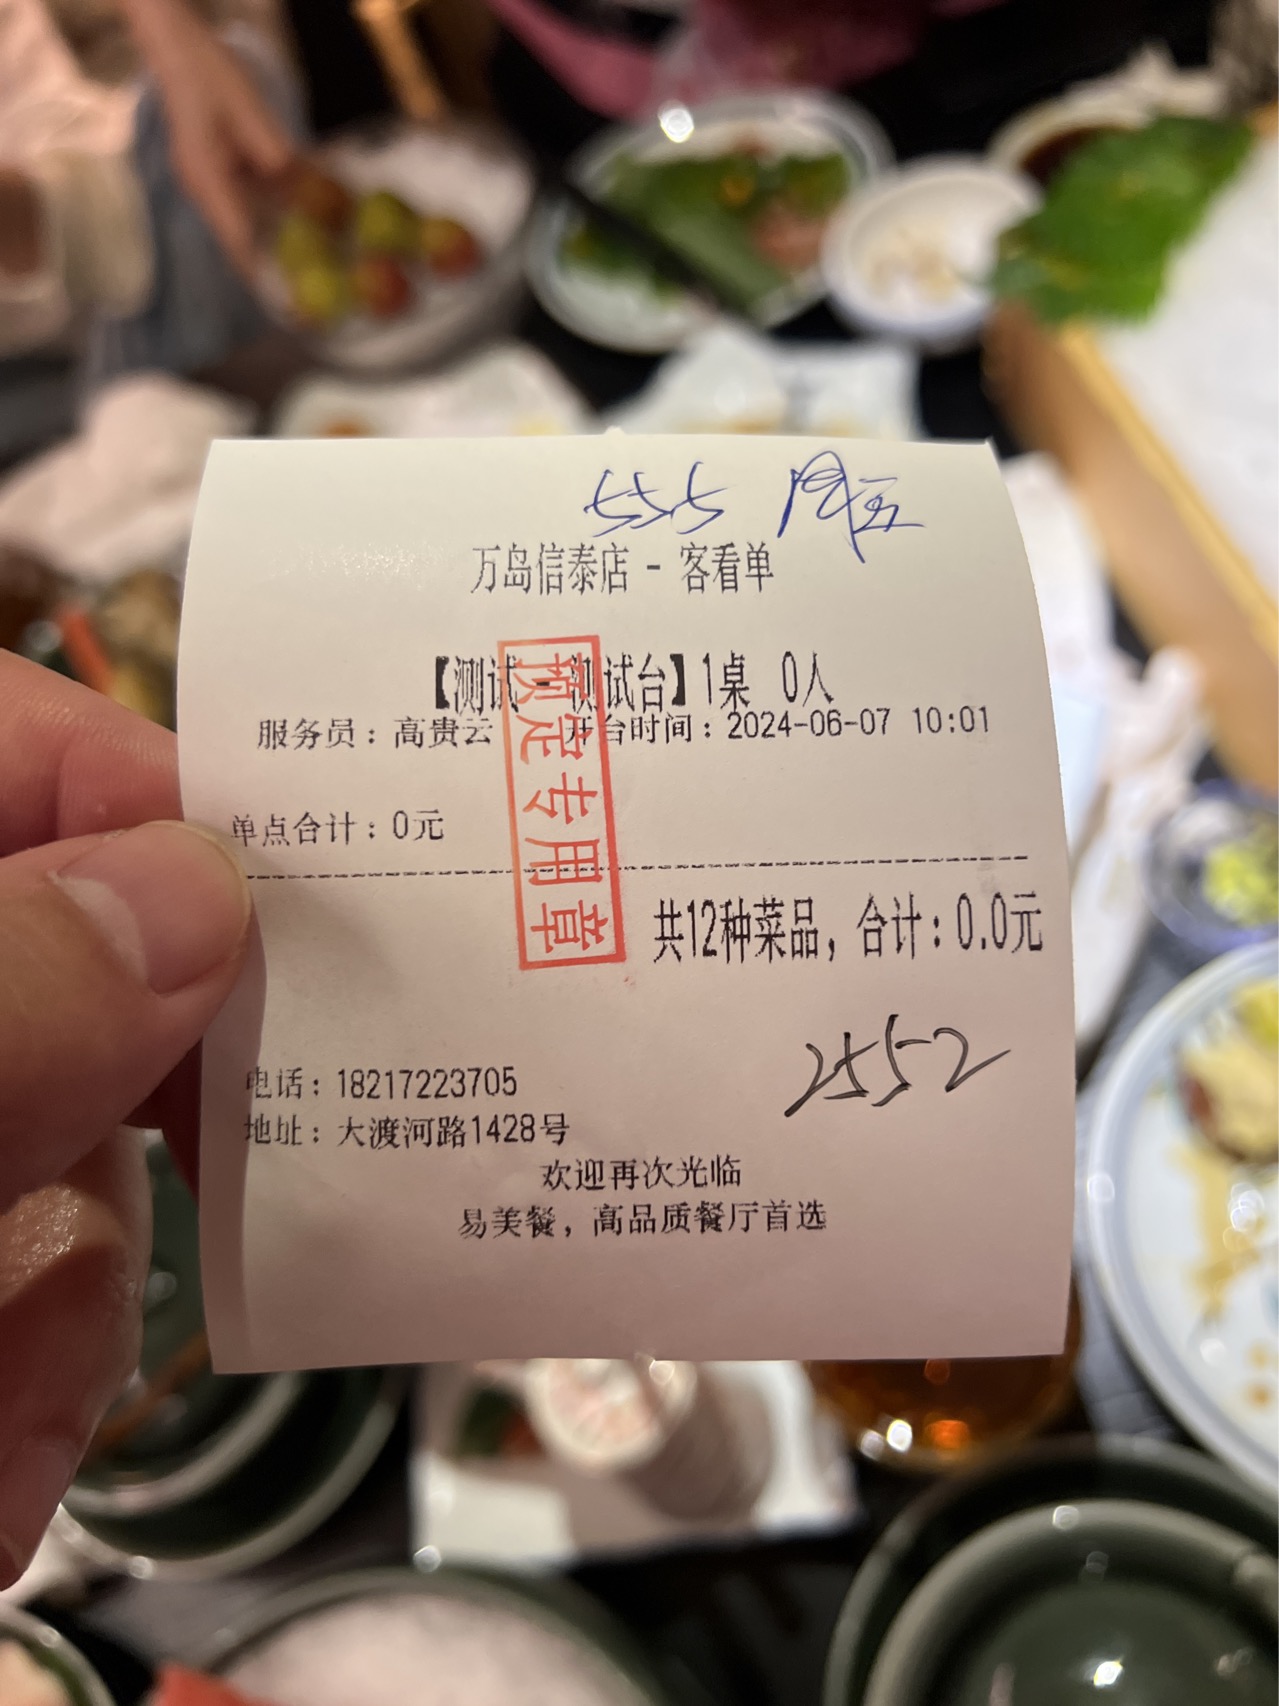 555 周五
万岛信泰店 - 客看单
【测试 - 测试台】1桌 0人
服务员：高贵云 开台时间：2024-06-07 10:01
预定专用章
单点合计：0元
共12种菜品，合计：0.0元
2552
电话：18217223705
地址：大渡河路1428号
欢迎再次光临
易美餐，高品质餐厅首选